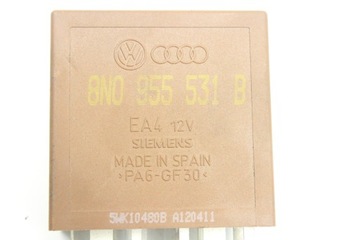 8N0 955 531 B
EA4 12V
SIEMENS
MADE IN SPAIN
>PA6-GF30<
5WK10480B A120411